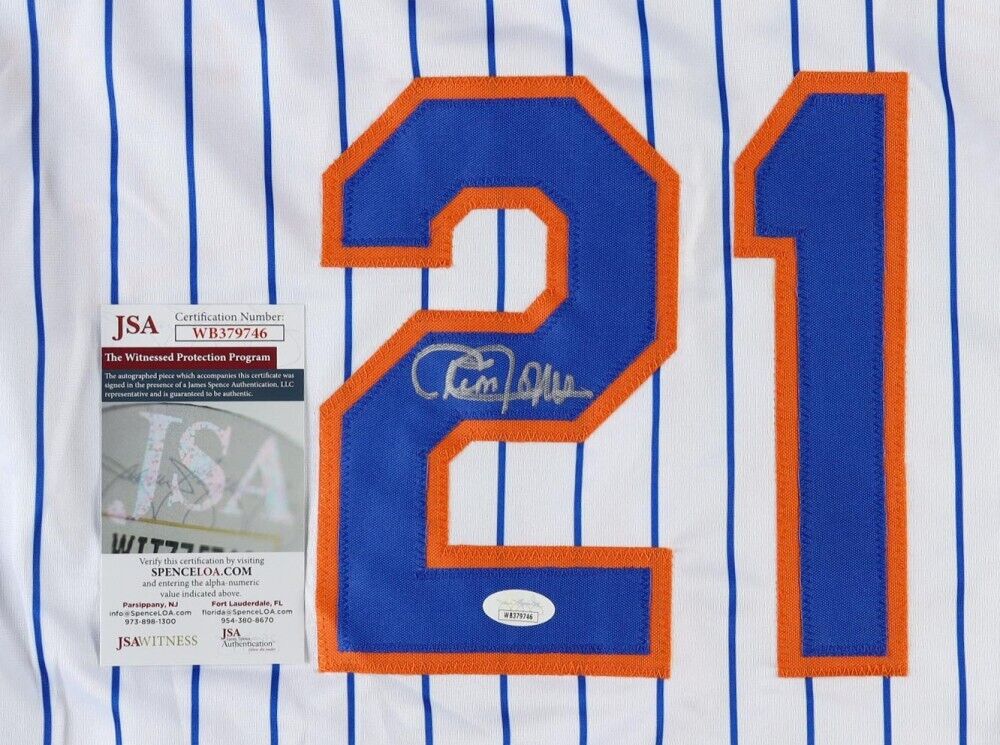 21
JSA
Certification Number:
WB379746
The Witnessed Protection Program
The autographed piece which accompanies this certificate was
signed in the presence of a James Spence Authentication, LLC
representative and is guaranteed to be authentic.
JSA
Verify this certification by visiting
SPENCELOA.COM
and entering the alpha-numeric
value indicated above.
Parsippany, NJ
info@SpenceLOA.com
973-898-1300
Fort Lauderdale, FL
florida@SpenceLOA.com
954-380-8670
JSAWITNESS
JSA
Authentication
WB379746